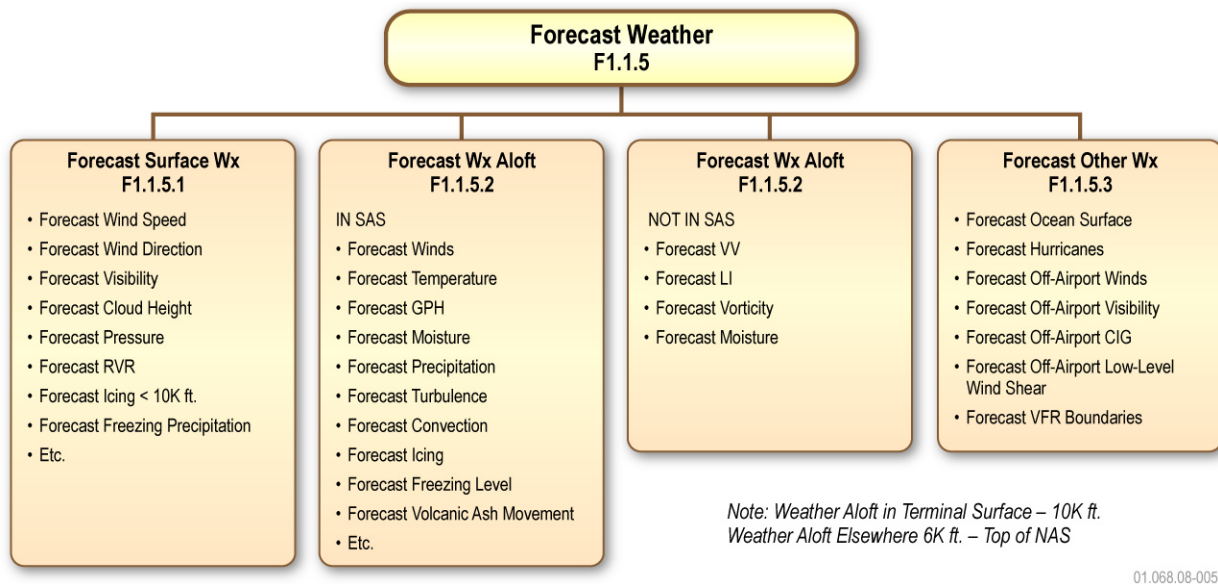 Forecast Weather
F1.1.5
Forecast Surface Wx
F1.1.5.1
• Forecast Wind Speed
• Forecast Wind Direction
• Forecast Visibility
• Forecast Cloud Height
• Forecast Pressure
• Forecast RVR
• Forecast Icing < 10K ft.
• Forecast Freezing Precipitation
• Etc.
Forecast Wx Aloft
F1.1.5.2
IN SAS
• Forecast Winds
• Forecast Temperature
• Forecast GPH
• Forecast Moisture
• Forecast Precipitation
• Forecast Turbulence
• Forecast Convection
• Forecast Icing
• Forecast Freezing Level
• Forecast Volcanic Ash Movement
• Etc.
Forecast Wx Aloft
F1.1.5.2
NOT IN SAS
• Forecast VV
• Forecast LI
• Forecast Vorticity
• Forecast Moisture
Forecast Other Wx
F1.1.5.3
• Forecast Ocean Surface
• Forecast Hurricanes
• Forecast Off-Airport Winds
• Forecast Off-Airport Visibility
• Forecast Off-Airport CIG
• Forecast Off-Airport Low-Level
Wind Shear
• Forecast VFR Boundaries
Note: Weather Aloft in Terminal Surface – 10K ft.
Weather Aloft Elsewhere 6K ft. – Top of NAS
01.068.08-005